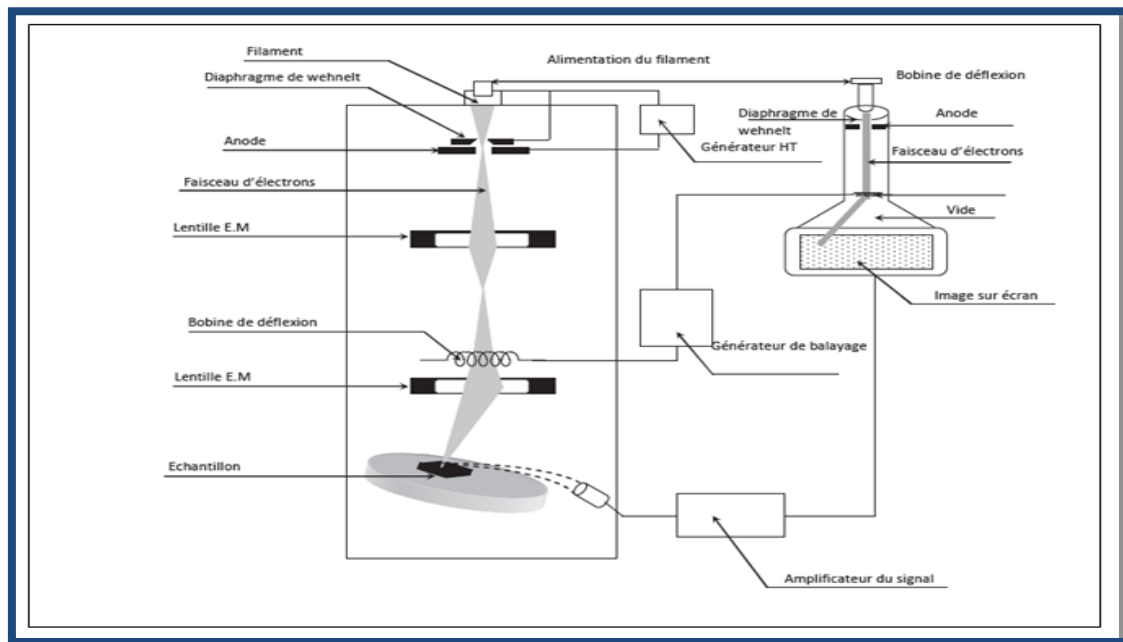 Filament
Alimentation du filament
Diaphragme de wehnelt
Bobine de déflexion
Diaphragme de
wehnelt
Anode
Anode
Générateur HT
Faisceau d'électrons
Faisceau d'électrons
Vide
Lentille E.M
Image sur écran
Bobine de déflexion
Générateur de balayage
Lentille E.M
Echantillon
Amplificateur du signal